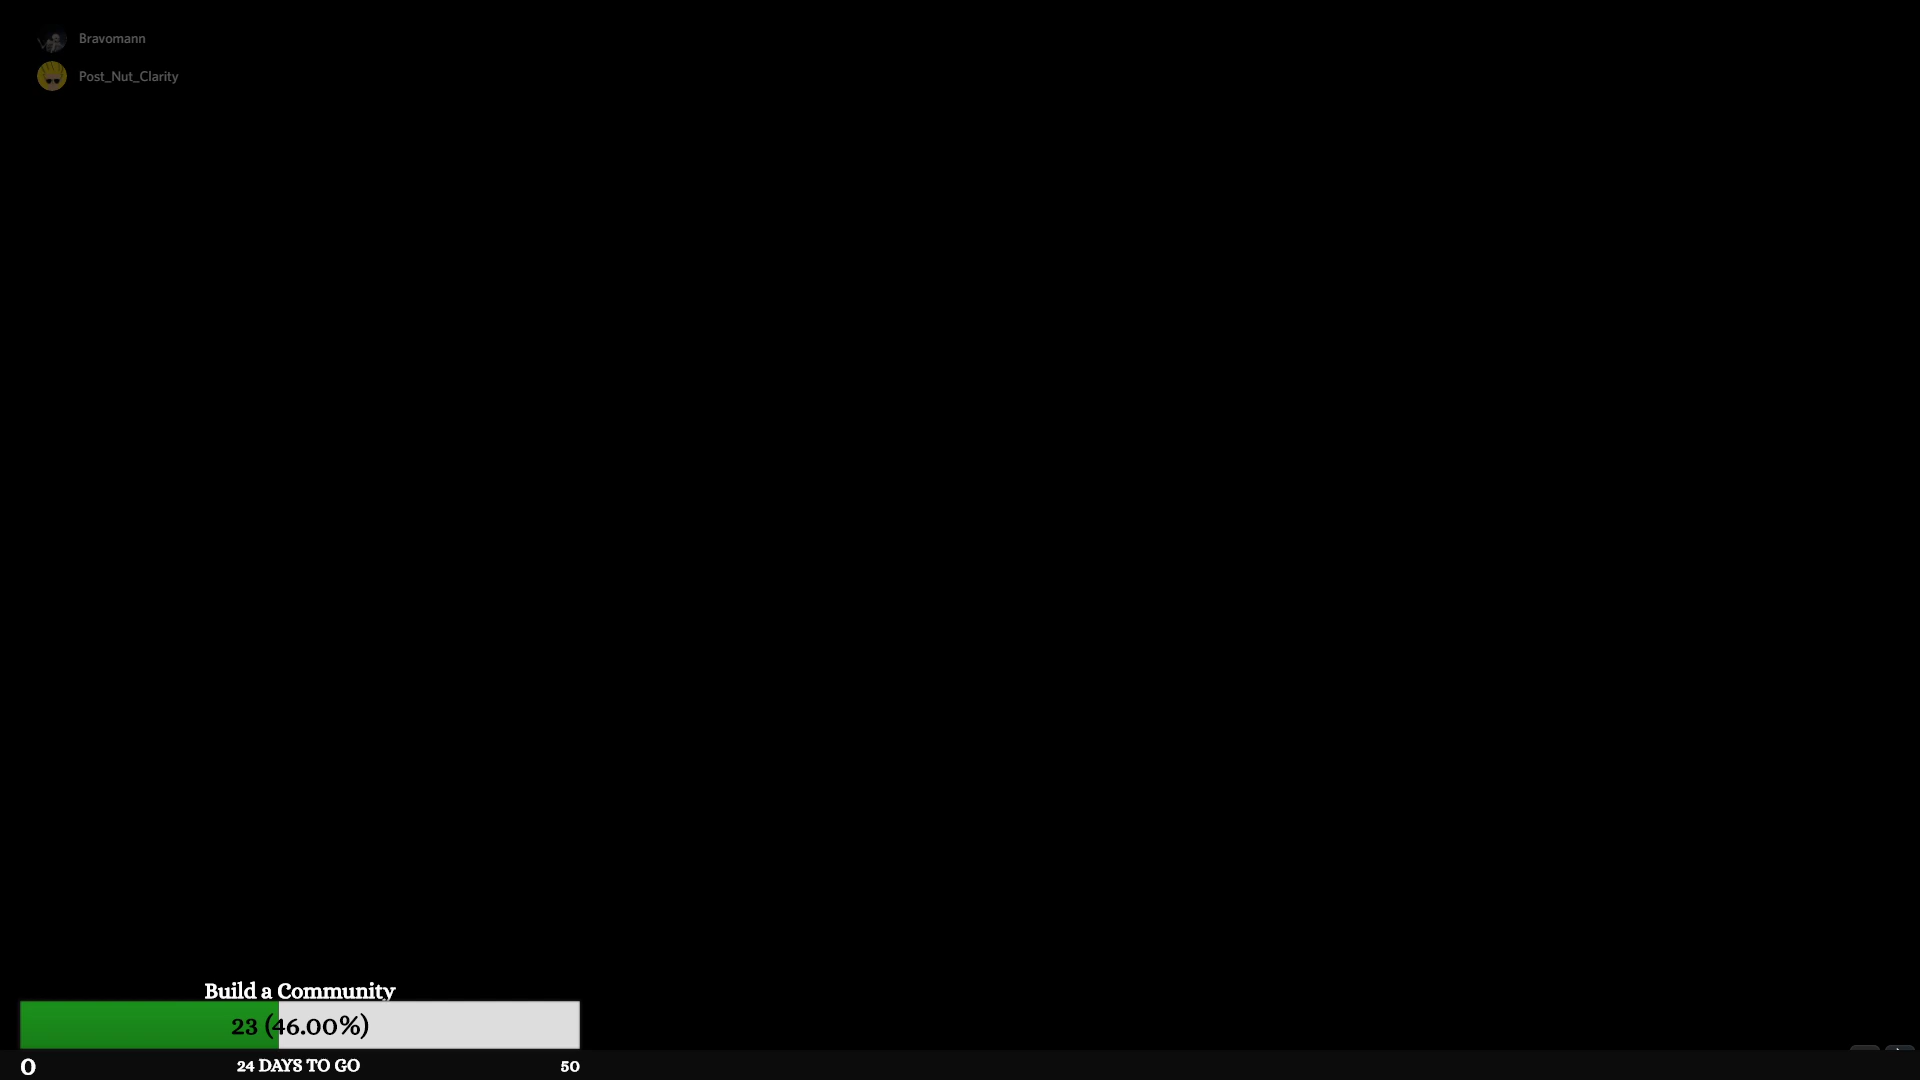 Bravomann
Post_Nut_Clarity
Build a Community
23 (46.00%)
0 24 DAYS TO GO 50